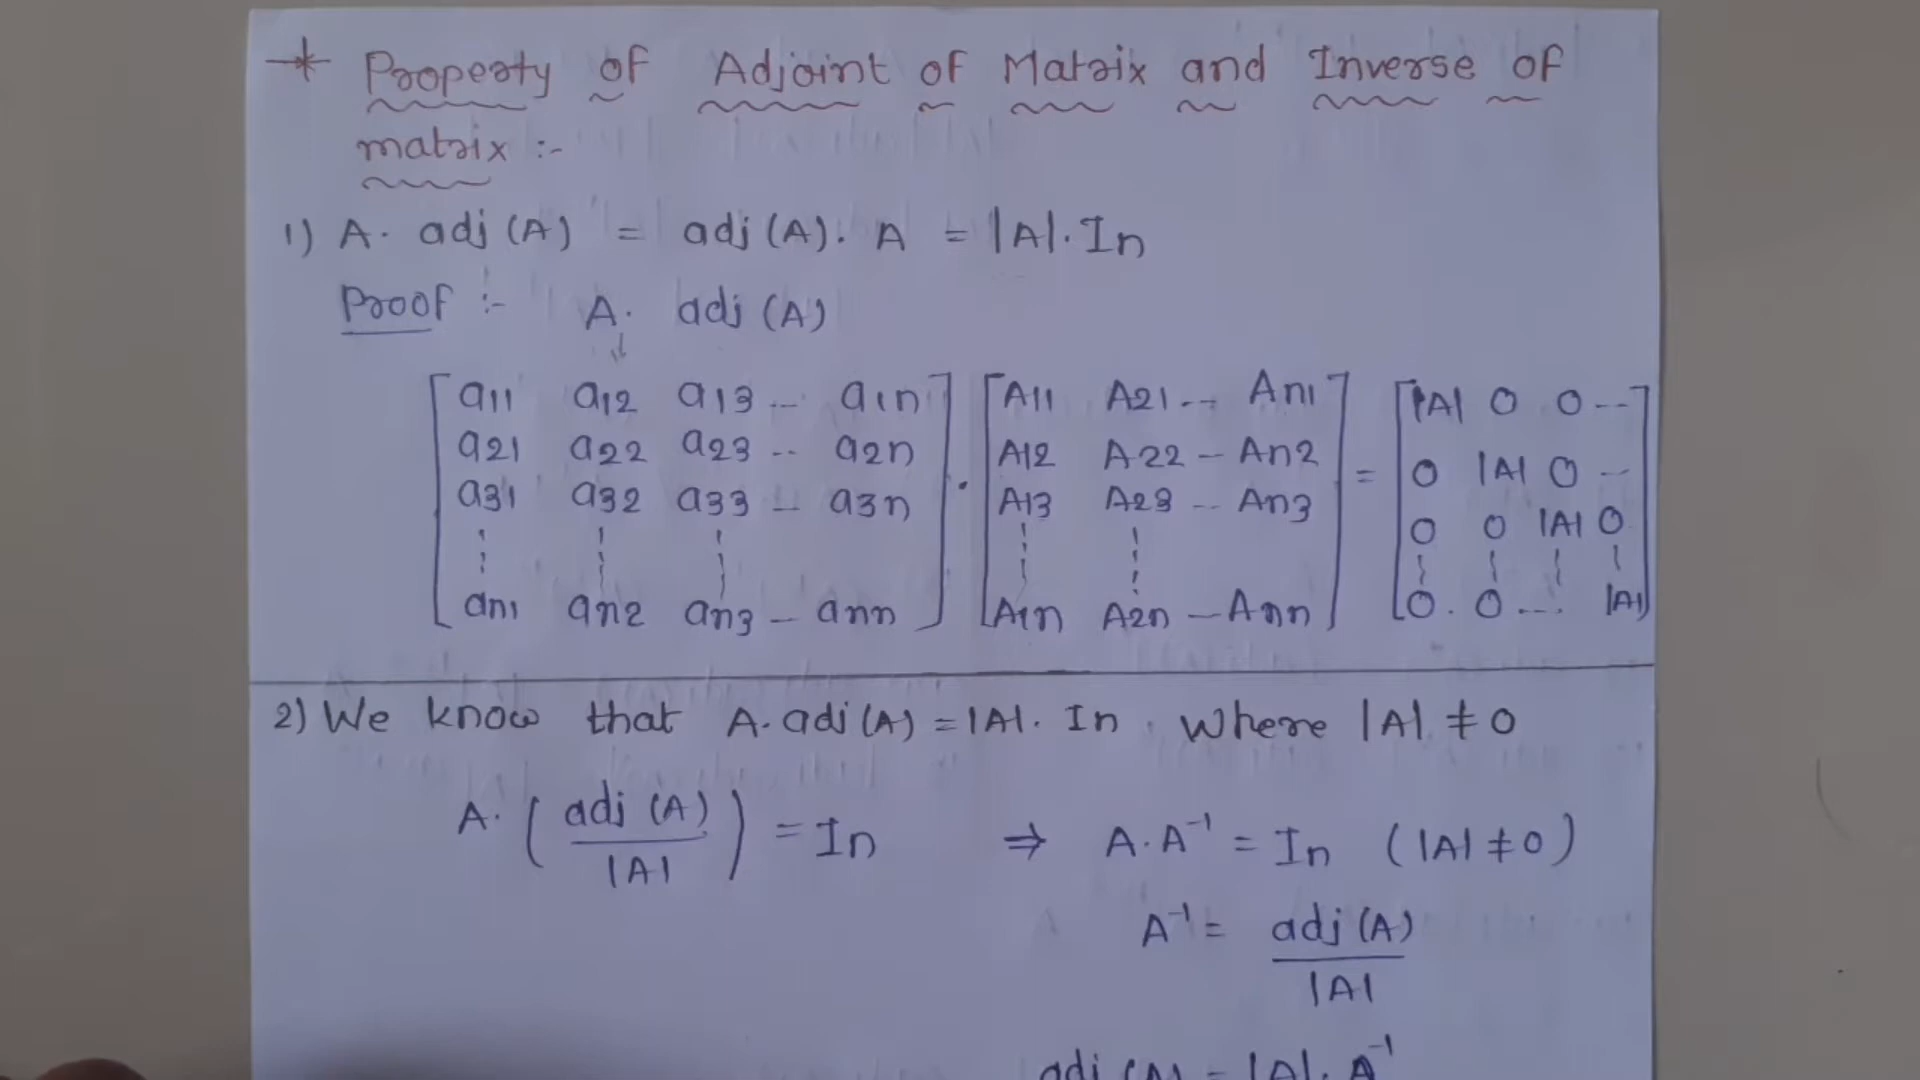 * Property of Adjoint of Matrix and Inverse of
matrix :-
1) A. adj (A) = adj (A). A = |A|. In
Proof :- A. adj (A)
[a11 a12 a13 -- a1n] . [A11 A21 -- An1] = [|A| 0 0 --]
[a21 a22 a23 -- a2n] [A12 A22 - An2] [0 |A| 0 --]
[a31 a32 a33 -- a3n] [A13 A23 -- An3] [0 0 |A| 0]
[an1 an2 an3 - ann] [A1n A2n - Ann] [0. 0 --- |A|]
2) We know that A. adj (A) = |A|. In where |A| ≠ 0
A. (adj (A) / |A|) = In ⇒ A.A⁻¹ = In (|A| ≠ 0)
A⁻¹ = adj (A) / |A|
adj (A) = |A|. A⁻¹